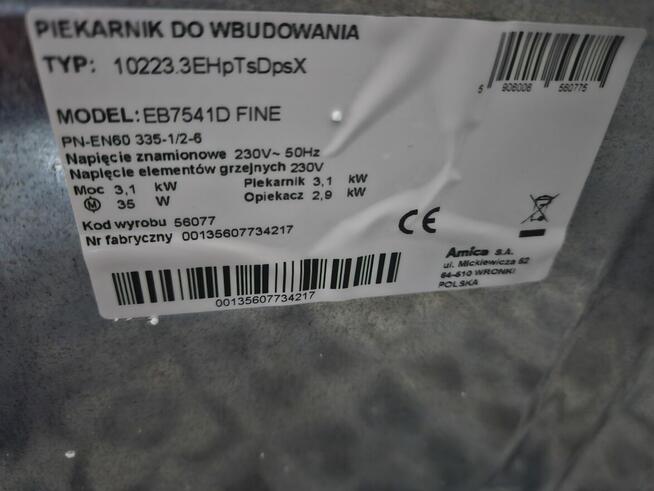 PIEKARNIK DO WBUDOWANIA
TYP: 10223.3EHpTsDpsX
5 906006 560775
MODEL: EB7541D FINE
PN-EN60 335-1/2-6
Napięcie znamionowe 230V~ 50Hz
Napięcie elementów grzejnych 230V
Moc 3,1 kW Piekarnik 3,1 kW
M 35 W Opiekacz 2,9 kW
Kod wyrobu 56077
Nr fabryczny 00135607734217
CE
Amica S.A.
ul. Mickiewicza 52
64-510 WRONKI
POLSKA
00135607734217